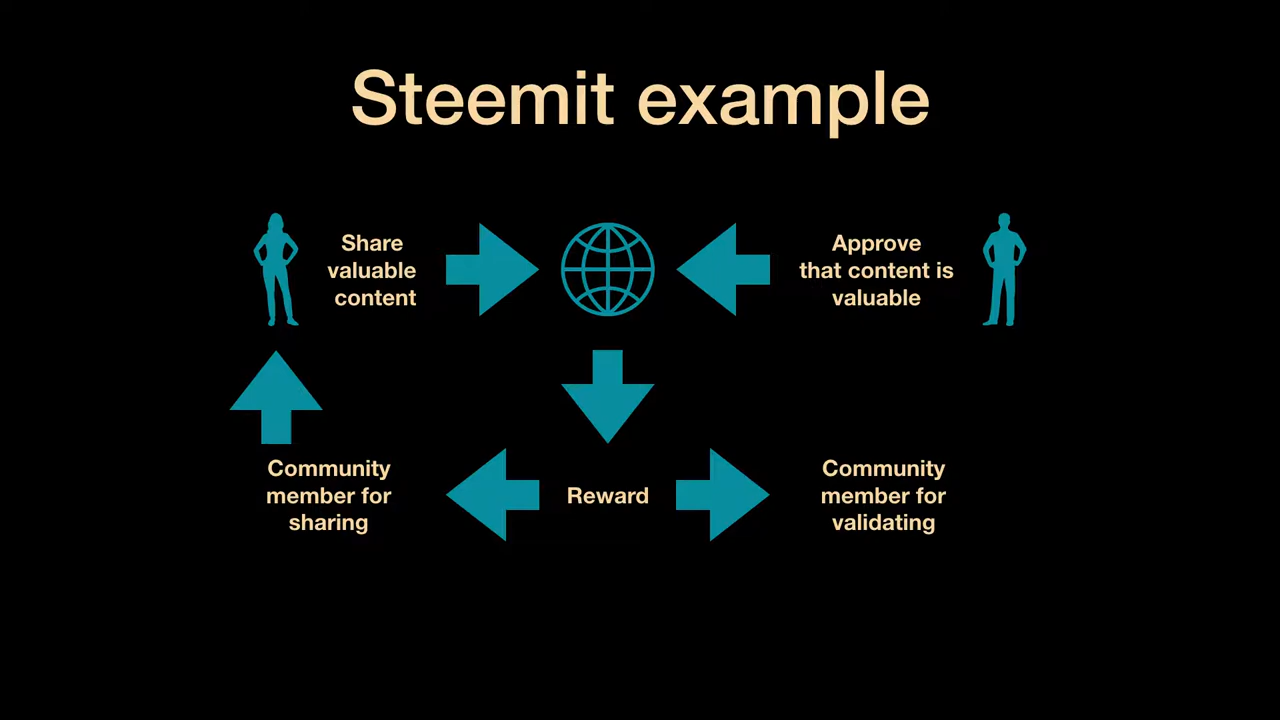 Steemit example
Share
valuable
content
Approve
that content is
valuable
Community
member for
sharing
Reward
Community
member for
validating